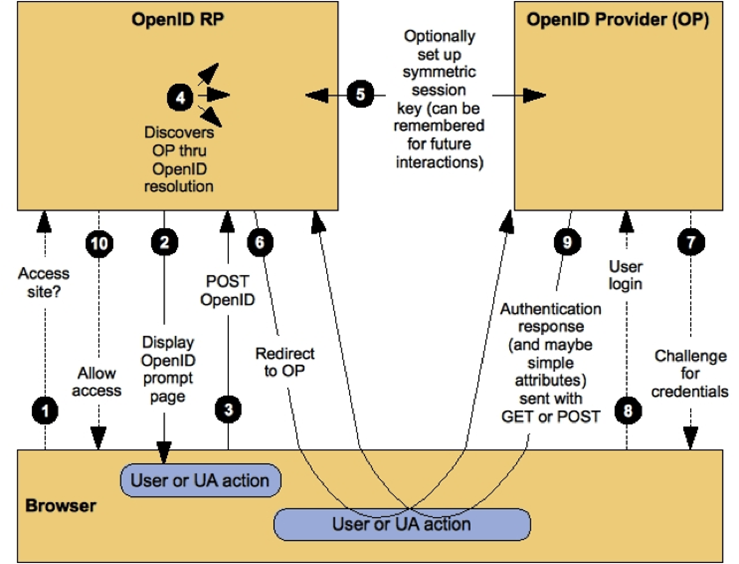 OpenID RP
OpenID Provider (OP)
4
Discovers
OP thru
OpenID
resolution
5
Optionally
set up
symmetric
session
key (can be
remembered
for future
interactions)
1
Access
site?
10
Allow
access
2
Display
OpenID
prompt
page
3
POST
OpenID
6
Redirect
to OP
9
Authentication
response
(and maybe
simple
attributes)
sent with
GET or POST
8
User
login
7
Challenge
for
credentials
Browser
User or UA action
User or UA action